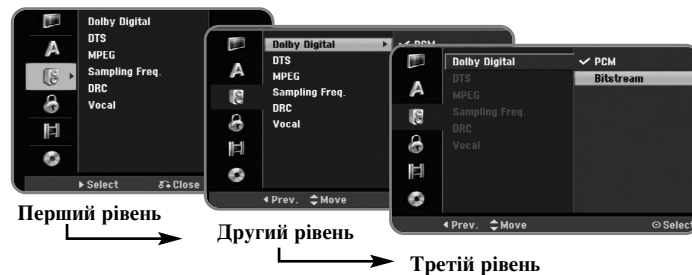 Dolby Digital
DTS
MPEG
Sampling Freq.
DRC
Vocal
Select Close
Перший рівень
Dolby Digital PCM
DTS
MPEG
Sampling Freq.
DRC
Vocal
Prev. Move
Другий рівень
Dolby Digital PCM
DTS Bitstream
MPEG
Sampling Freq.
DRC
Vocal
Prev. Move Select
Третій рівень